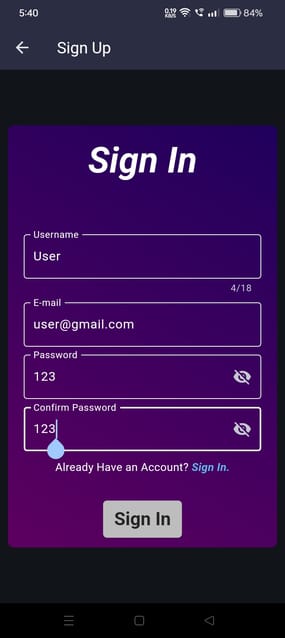 5:40 0.19 KB/S 84%
Sign Up
Sign In
Username
User
4/18
E-mail
user@gmail.com
Password
123
Confirm Password
123
Already Have an Account? Sign In.
Sign In